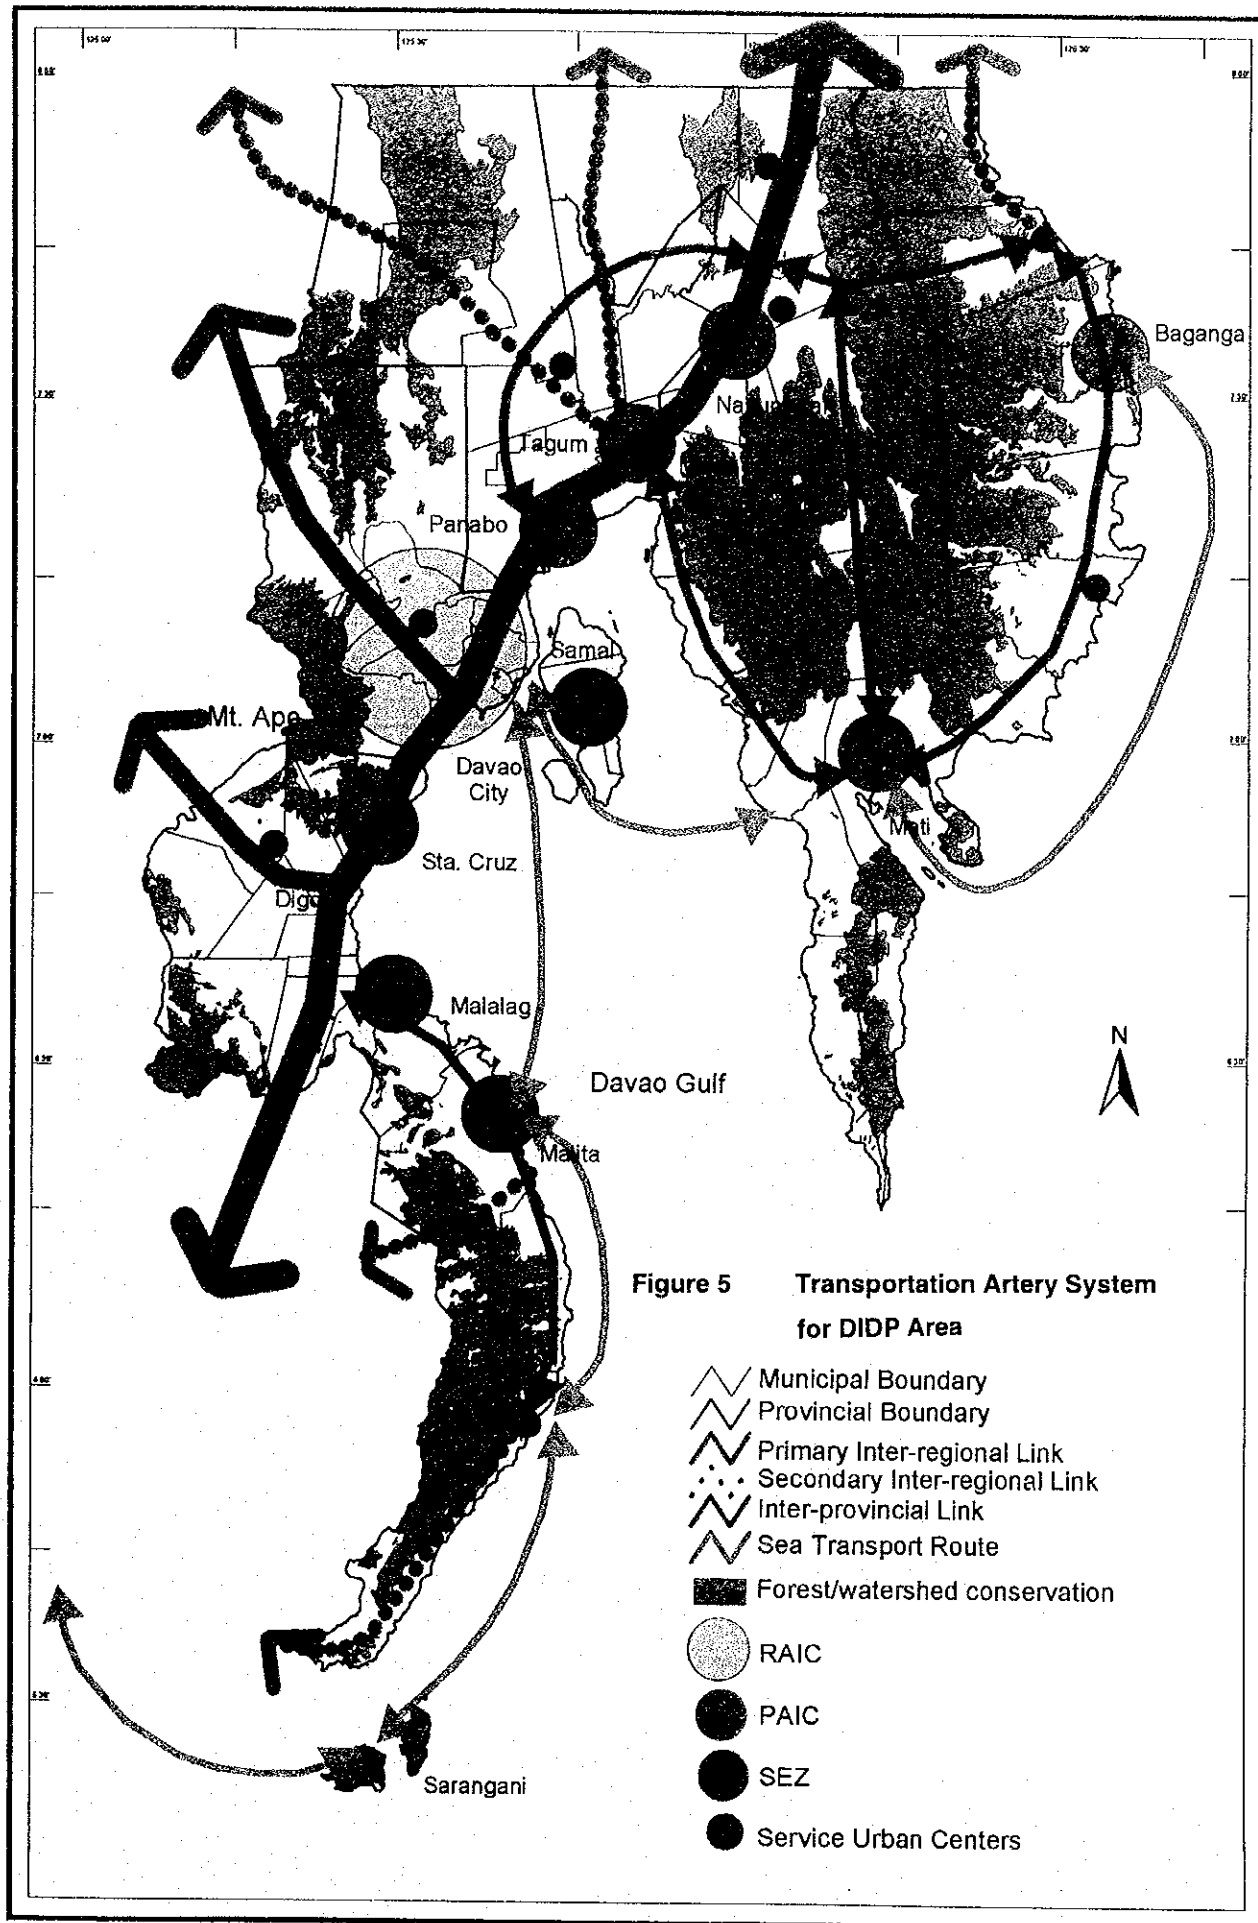 Baganga
Tagum
Panabo
Samal
Mt. Apo
Davao
City
Sta. Cruz
Mati
Malalag
N
Davao Gulf
Malita
Figure 5 Transportation Artery System
for DIDP Area
Municipal Boundary
Provincial Boundary
Primary Inter-regional Link
Secondary Inter-regional Link
Inter-provincial Link
Sea Transport Route
Forest/watershed conservation
RAIC
PAIC
SEZ
Service Urban Centers
Sarangani